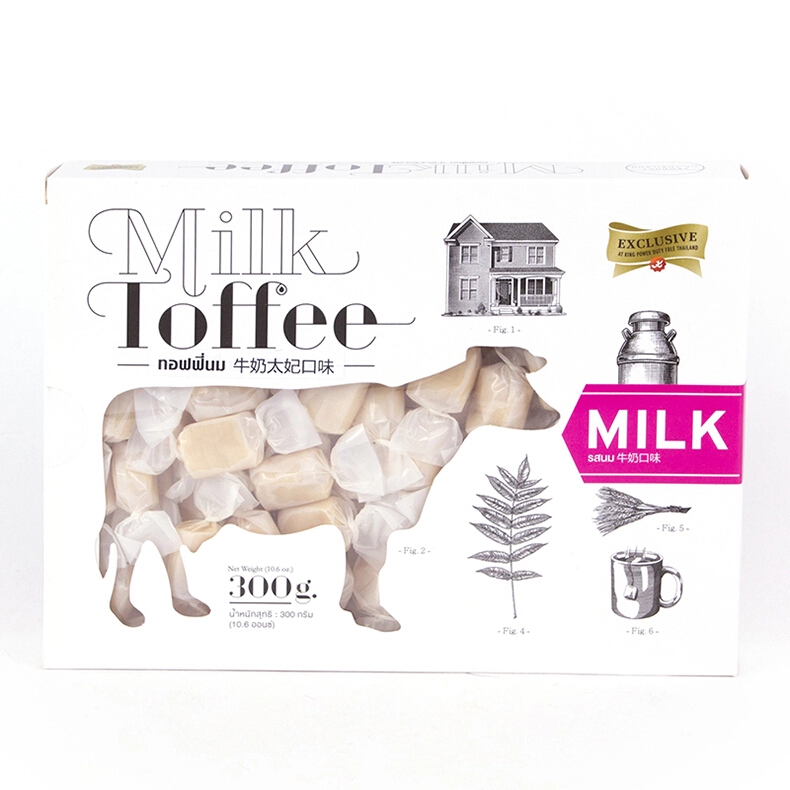 Milk Toffee
Milk
Toffee
ทอฟฟี่นม 牛奶太妃口味
EXCLUSIVE
AT KING POWER DUTY FREE THAILAND
- Fig. 1 -
MILK
รสนม 牛奶口味
- Fig. 2 -
- Fig. 5 -
Net Weight (10.6 oz.)
300g.
น้ำหนักสุทธิ : 300 กรัม
(10.6 ออนซ์)
- Fig. 4 -
- Fig. 6 -